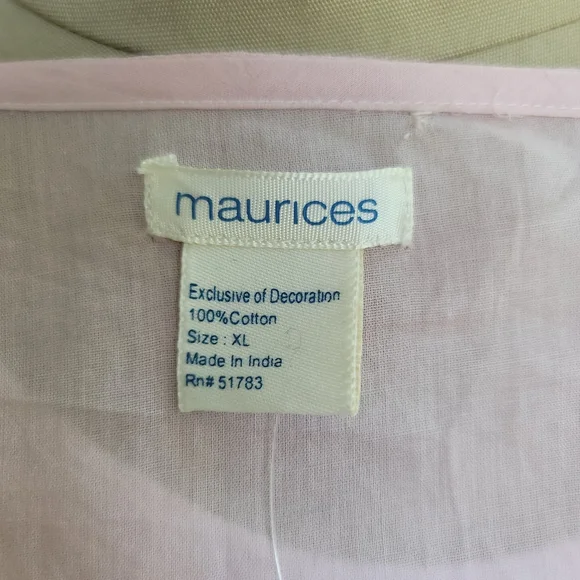 maurices
Exclusive of Decoration
100%Cotton
Size : XL
Made In India
Rn# 51783